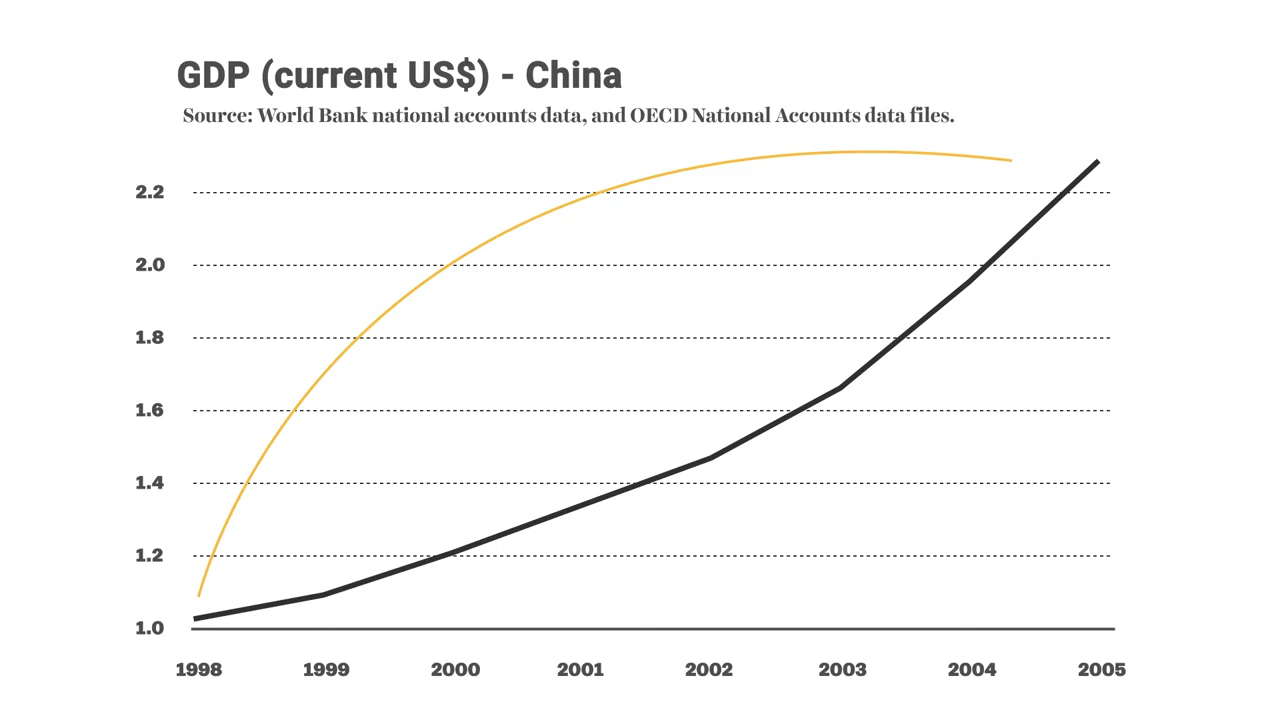 GDP (current US$) - China
Source: World Bank national accounts data, and OECD National Accounts data files.
2.2
2.0
1.8
1.6
1.4
1.2
1.0
1998 1999 2000 2001 2002 2003 2004 2005